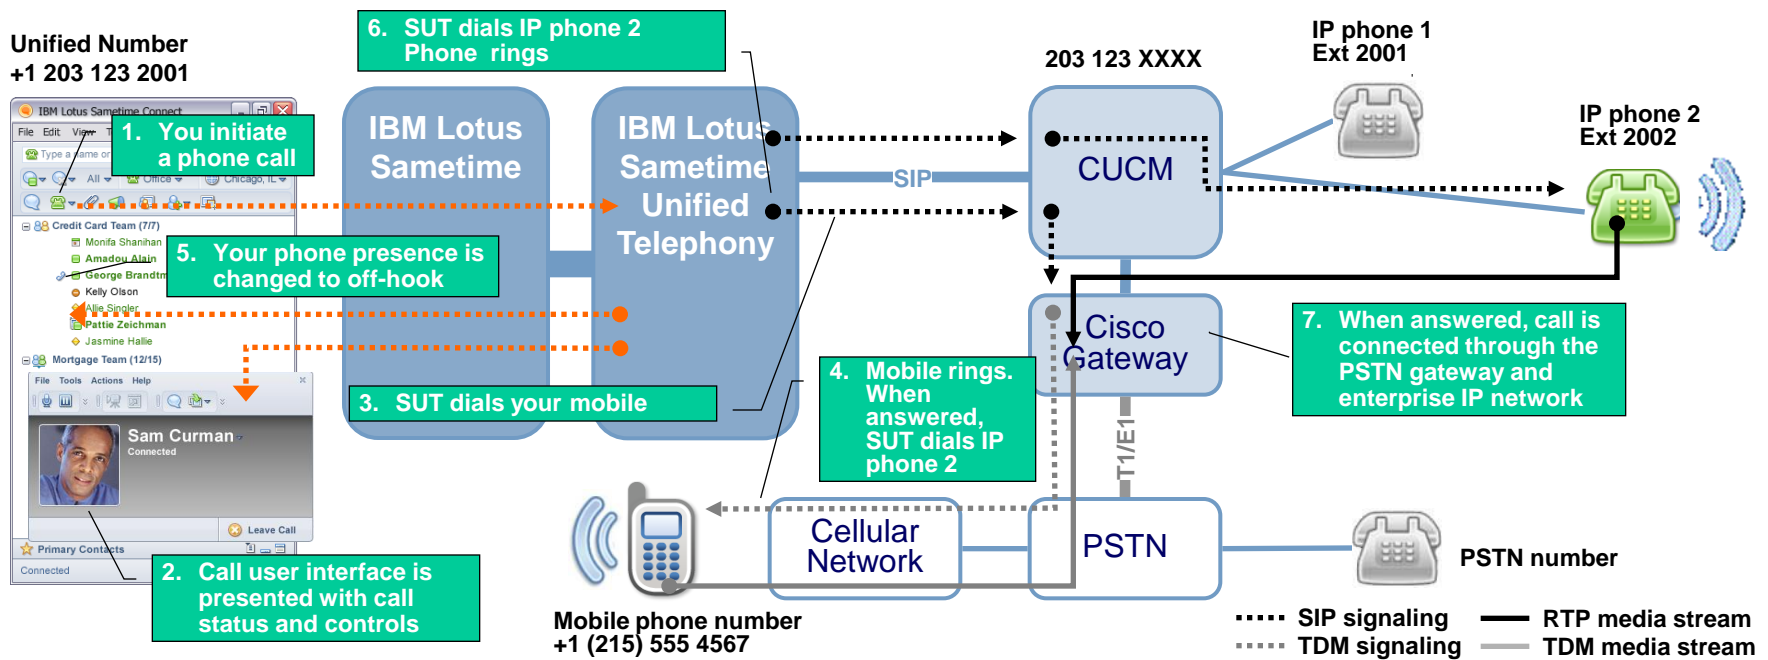 Unified Number
+1 203 123 2001
IBM Lotus Sametime Connect
File Edit View T
Type a name or
All
Office
Chicago, IL
Credit Card Team (7/7)
Monifa Shanihan
Amadou Alain
George Brandtm
Kelly Olson
Allie Singler
Pattie Zeichman
Jasmine Hallie
Mortgage Team (12/15)
File Tools Actions Help
Sam Curman
Connected
Leave Call
Primary Contacts
Connected
1. You initiate
a phone call
5. Your phone presence is
changed to off-hook
3. SUT dials your mobile
2. Call user interface is
presented with call
status and controls
6. SUT dials IP phone 2
Phone rings
IBM Lotus
Sametime
IBM Lotus
Sametime
Unified
Telephony
SIP
203 123 XXXX
CUCM
IP phone 1
Ext 2001
IP phone 2
Ext 2002
Cisco
Gateway
7. When answered, call is
connected through the
PSTN gateway and
enterprise IP network
4. Mobile rings.
When
answered,
SUT dials IP
phone 2
T1/E1
Cellular
Network
PSTN
PSTN number
Mobile phone number
+1 (215) 555 4567
SIP signaling
RTP media stream
TDM signaling
TDM media stream